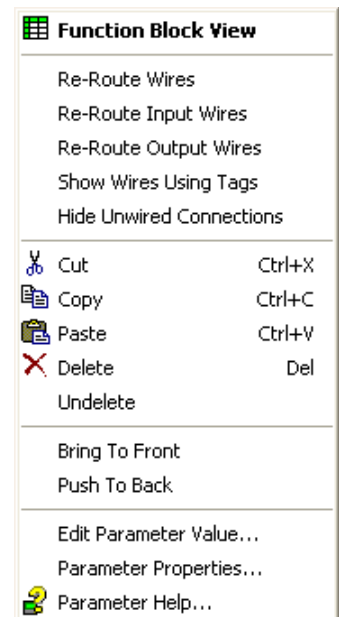 Function Block View
Re-Route Wires
Re-Route Input Wires
Re-Route Output Wires
Show Wires Using Tags
Hide Unwired Connections
Cut Ctrl+X
Copy Ctrl+C
Paste Ctrl+V
Delete Del
Undelete
Bring To Front
Push To Back
Edit Parameter Value...
Parameter Properties...
Parameter Help...